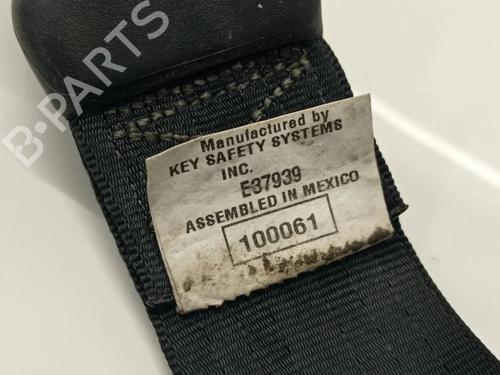 B-PARTS
Manufactured by
KEY SAFETY SYSTEMS
INC.
E37939
ASSEMBLED IN MEXICO
100061